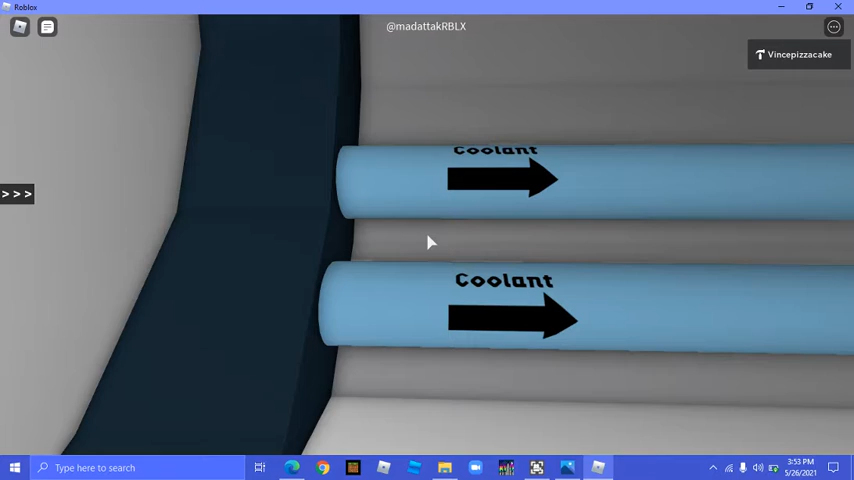 Roblox
@madattakRBLX
Vincepizzacake
> > >
Coolant
Coolant
Type here to search
3:53 PM
5/26/2021